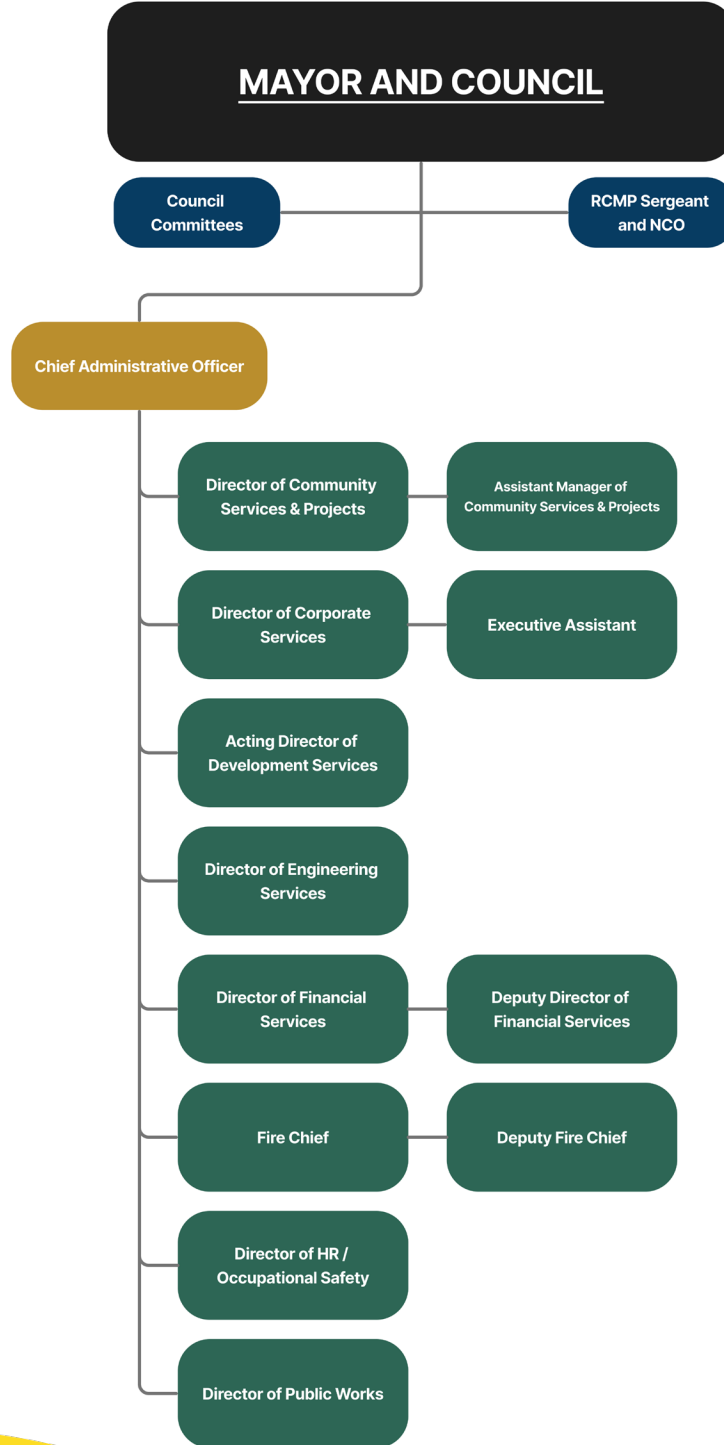 MAYOR AND COUNCIL
Council
Committees
RCMP Sergeant
and NCO
Chief Administrative Officer
Director of Community
Services & Projects
Assistant Manager of
Community Services & Projects
Director of Corporate
Services
Executive Assistant
Acting Director of
Development Services
Director of Engineering
Services
Director of Financial
Services
Deputy Director of
Financial Services
Fire Chief
Deputy Fire Chief
Director of HR /
Occupational Safety
Director of Public Works